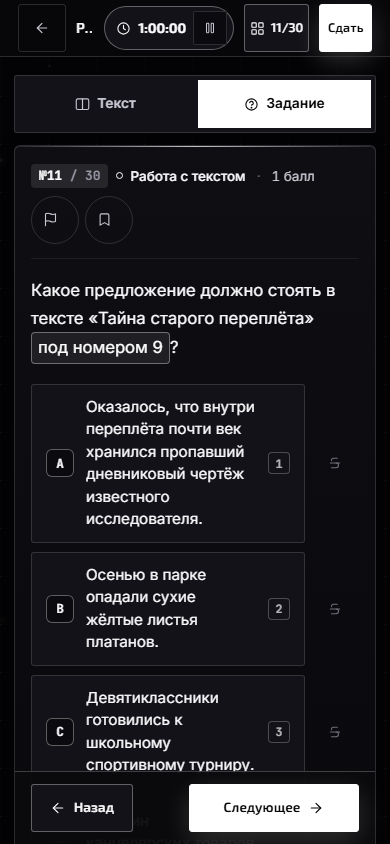 Р..
1:00:00
11/30
Сдать
Текст
Задание
№11 / 30
Работа с текстом · 1 балл
Какое предложение должно стоять в
тексте «Тайна старого переплёта»
под номером 9?
A
Оказалось, что внутри
переплёта почти век
хранился пропавший
дневниковый чертёж
известного
исследователя.
1
B
Осенью в парке
опадали сухие
жёлтые листья
платанов.
2
C
Девятиклассники
готовились к
школьному
спортивному турниру.
3
Назад
Следующее